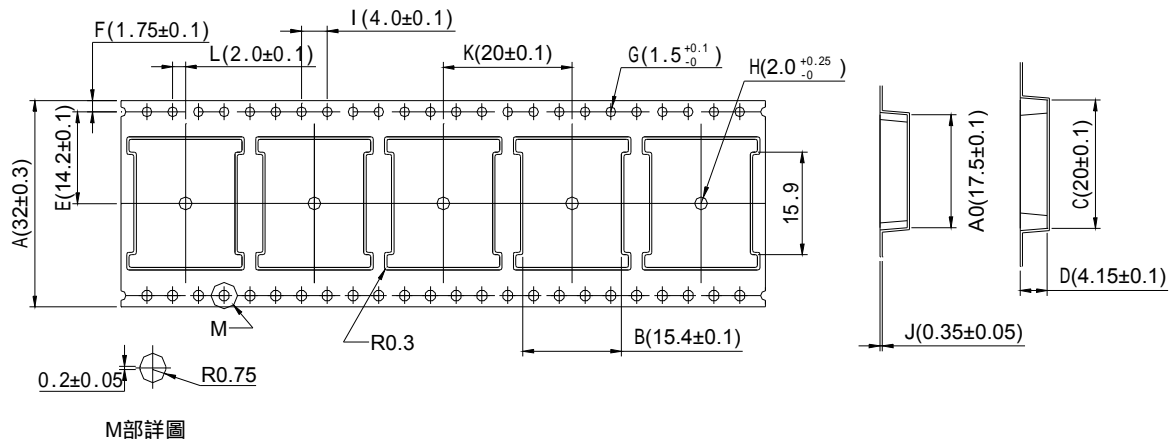 I(4.0±0.1)
F(1.75±0.1)
L(2.0±0.1)
K(20±0.1)
G(1.5 +0.1 -0)
H(2.0 +0.25 -0)
E(14.2±0.1)
A(32±0.3)
15.9
A0(17.5±0.1)
C(20±0.1)
D(4.15±0.1)
M
R0.3
B(15.4±0.1)
J(0.35±0.05)
0.2±0.05
R0.75
M部詳圖